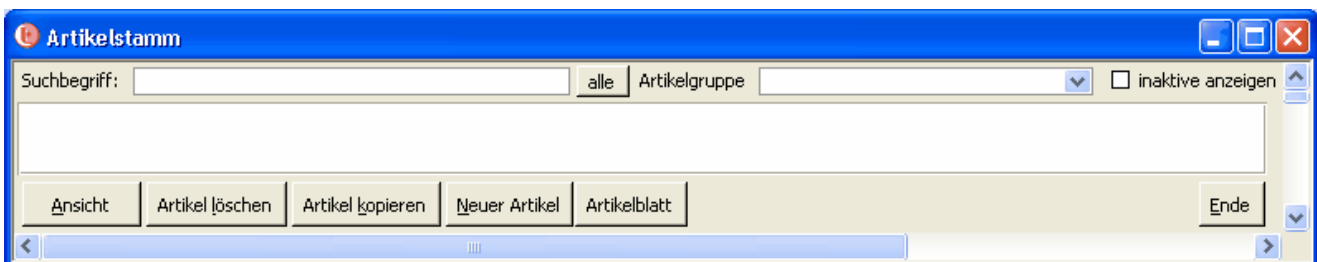 Artikelstamm
Suchbegriff: alle Artikelgruppe inaktive anzeigen
Ansicht Artikel löschen Artikel kopieren Neuer Artikel Artikelblatt Ende